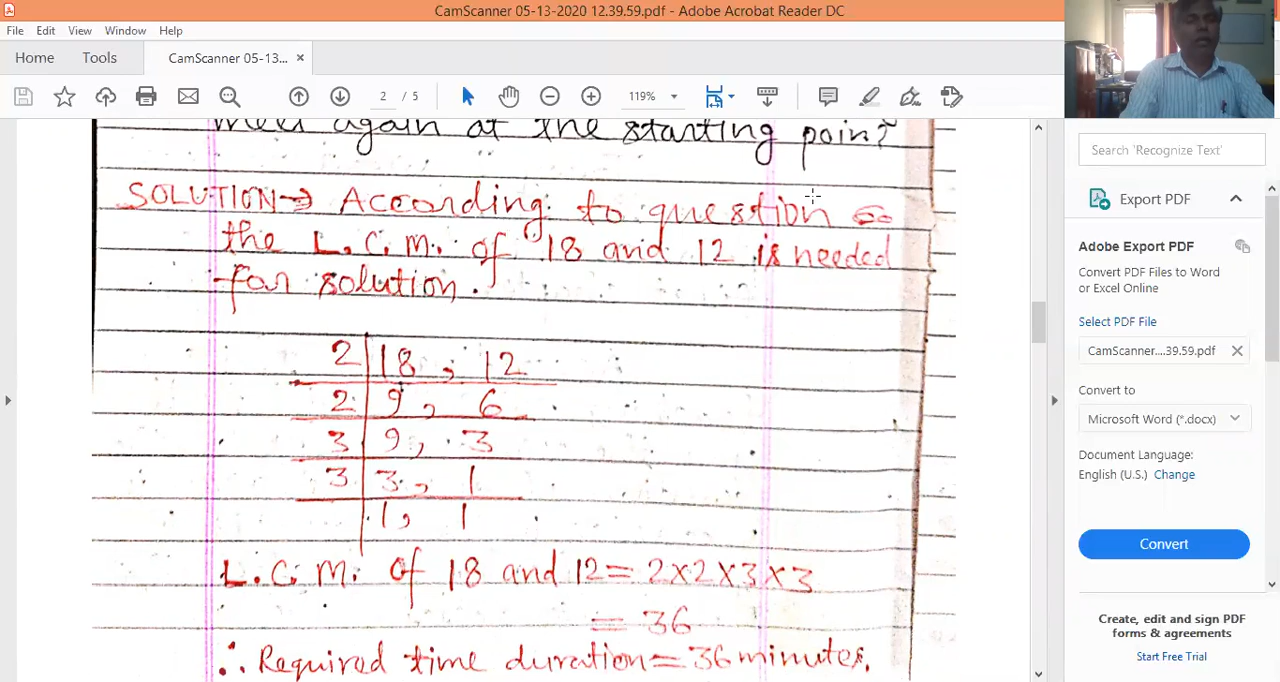 CamScanner 05-13-2020 12.39.59.pdf - Adobe Acrobat Reader DC
File Edit View Window Help
Home Tools CamScanner 05-13... ×
2 / 5 119%
meet again at the starting point?
SOLUTION→ According to question
the L.C.M. of 18 and 12 is needed
for solution.
2 | 18, 12
2 | 9, 6
3 | 9, 3
3 | 3, 1
1, 1
L.C.M. of 18 and 12 = 2×2×3×3
= 36
∴ Required time duration = 36 minutes.
Search 'Recognize Text'
Export PDF
Adobe Export PDF
Convert PDF Files to Word
or Excel Online
Select PDF File
CamScanner....39.59.pdf ×
Convert to
Microsoft Word (*.docx)
Document Language:
English (U.S.) Change
Convert
Create, edit and sign PDF
forms & agreements
Start Free Trial